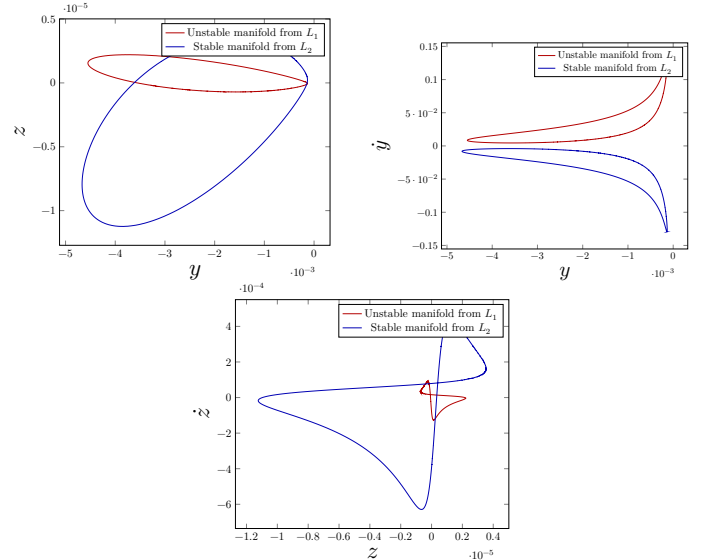 ·10⁻⁵
Unstable manifold from L₁
Stable manifold from L₂
0.5
0
−0.5
−1
z
−5 −4 −3 −2 −1 0
·10⁻³
y
Unstable manifold from L₁
Stable manifold from L₂
0.15
0.1
5 · 10⁻²
0
−5 · 10⁻²
−0.1
−0.15
ẏ
−5 −4 −3 −2 −1 0
·10⁻³
y
·10⁻⁴
Unstable manifold from L₁
Stable manifold from L₂
4
2
0
−2
−4
−6
ż
−1.2 −1 −0.8 −0.6 −0.4 −0.2 0 0.2 0.4
·10⁻⁵
z